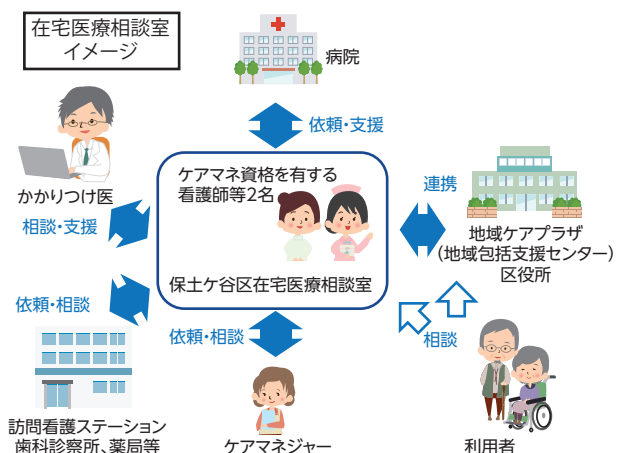 在宅医療相談室
イメージ
病院
依頼・支援
かかりつけ医
相談・支援
ケアマネ資格を有する
看護師等2名
保土ケ谷区在宅医療相談室
連携
地域ケアプラザ
(地域包括支援センター)
区役所
依頼・相談
依頼・相談
相談
訪問看護ステーション
歯科診察所、薬局等
ケアマネジャー
利用者